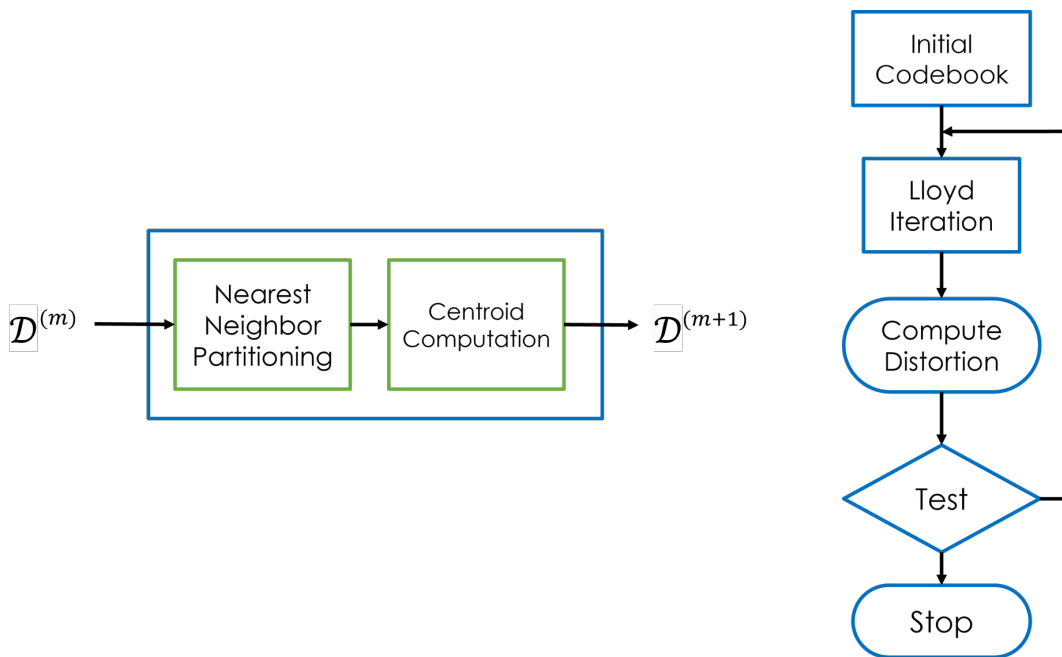 𝒟(m)
Nearest
Neighbor
Partitioning
Centroid
Computation
𝒟(m+1)
Initial
Codebook
Lloyd
Iteration
Compute
Distortion
Test
Stop